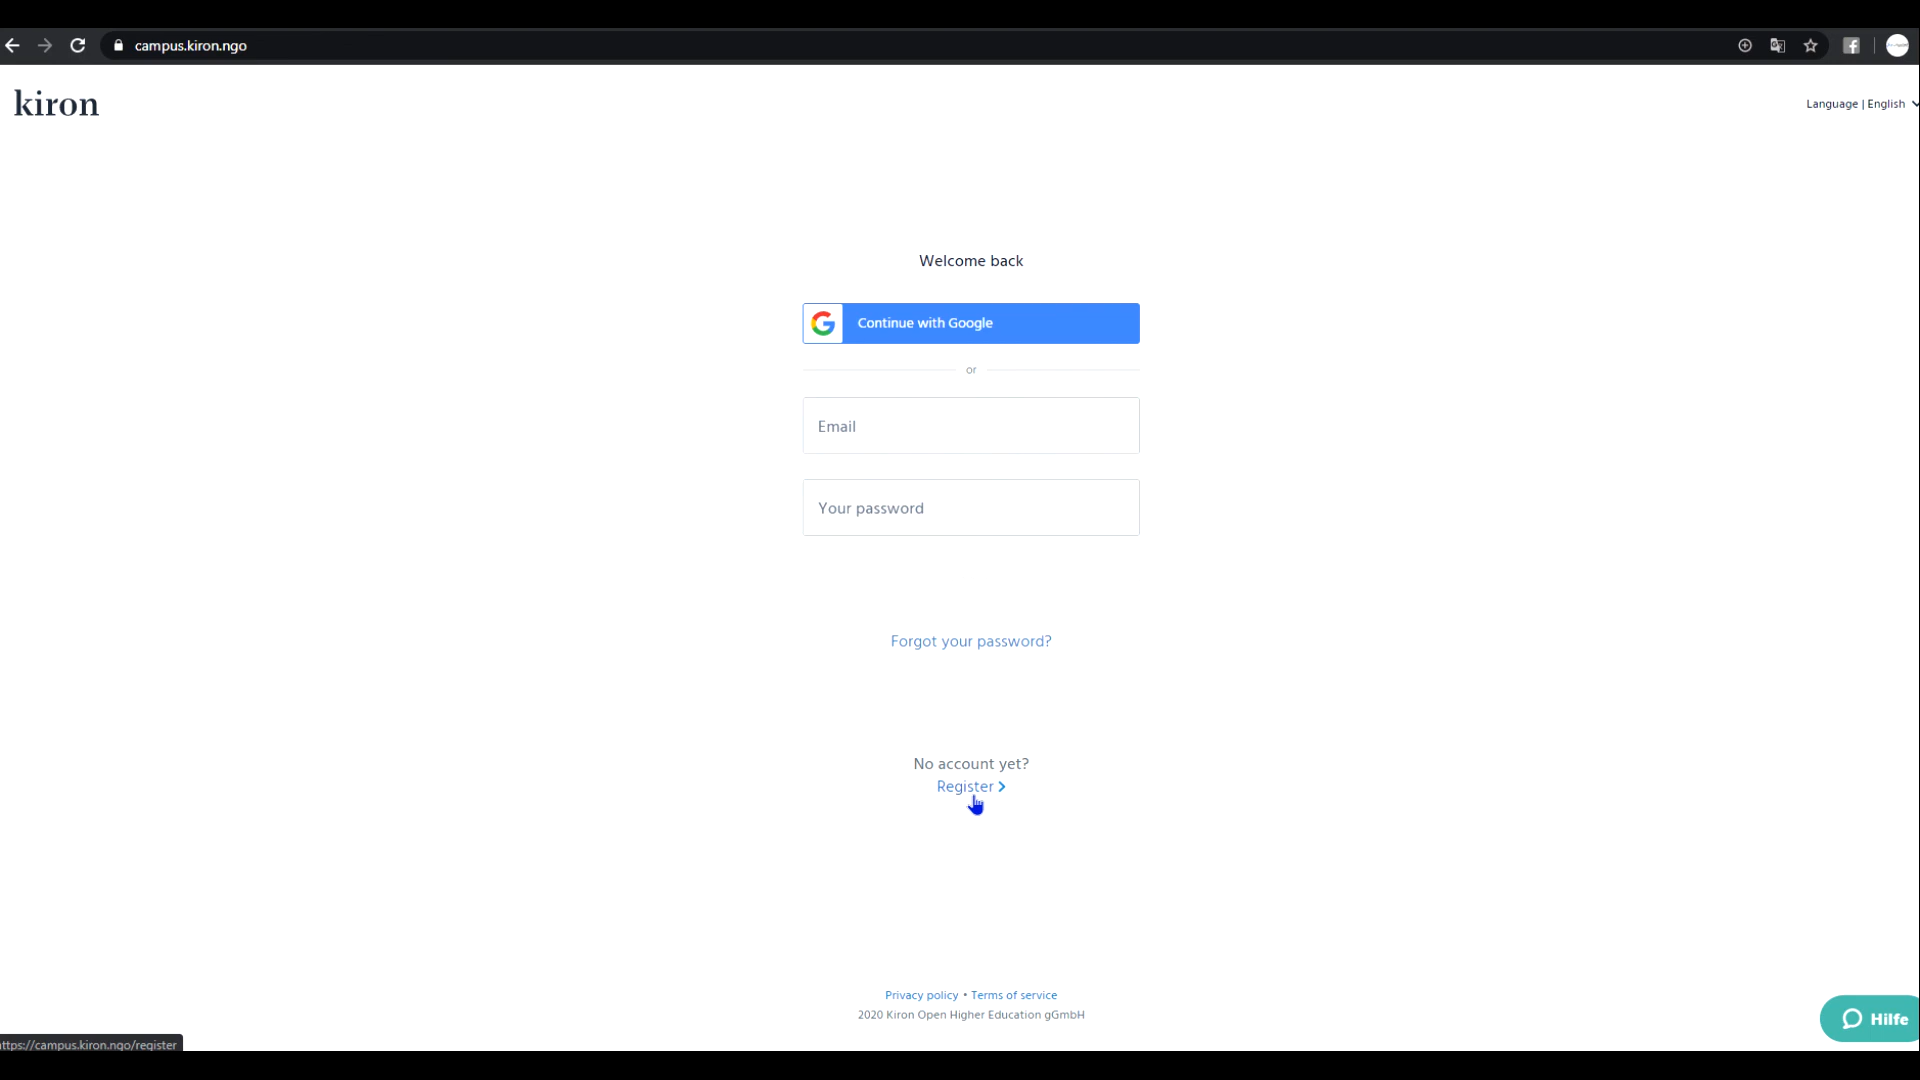 campus.kiron.ngo
kiron
Language | English
Welcome back
Continue with Google
or
Email
Your password
Forgot your password?
No account yet?
Register
Privacy policy • Terms of service
2020 Kiron Open Higher Education gGmbH
Hilfe
ttps://campus.kiron.ngo/register